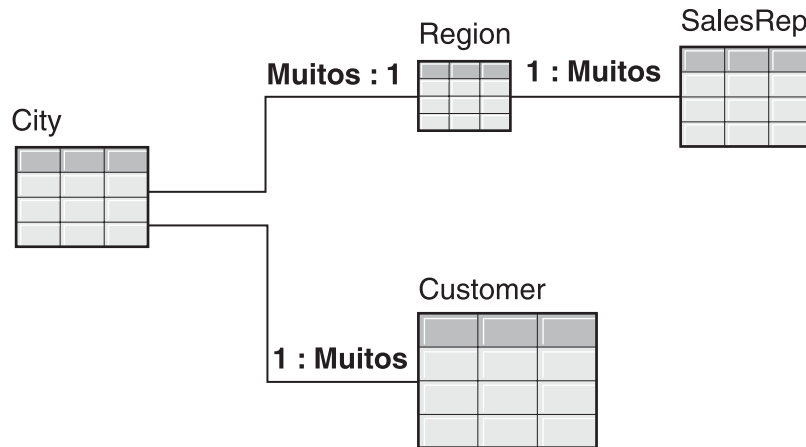 SalesRep
Region
Muitos : 1
1 : Muitos
City
Customer
1 : Muitos